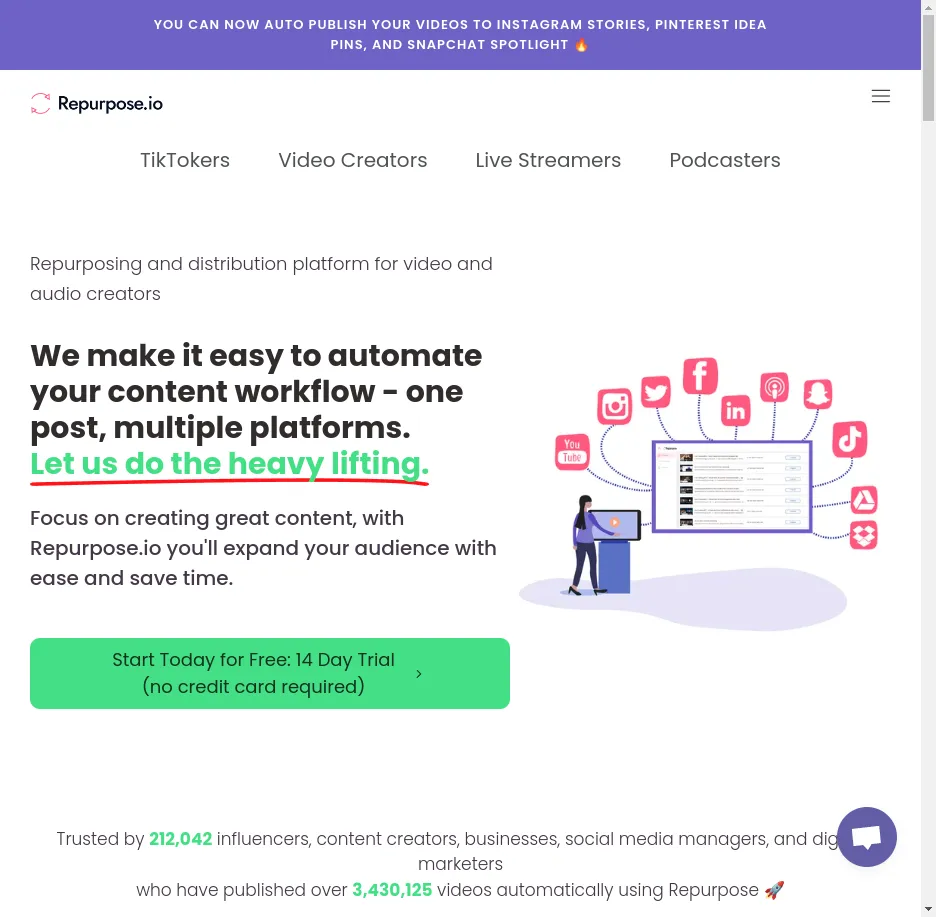 YOU CAN NOW AUTO PUBLISH YOUR VIDEOS TO INSTAGRAM STORIES, PINTEREST IDEA
PINS, AND SNAPCHAT SPOTLIGHT 🔥
Repurpose.io
TikTokers Video Creators Live Streamers Podcasters
Repurposing and distribution platform for video and
audio creators
We make it easy to automate
your content workflow - one
post, multiple platforms.
Let us do the heavy lifting.
You
Tube
in
Focus on creating great content, with
Repurpose.io you'll expand your audience with
ease and save time.
Start Today for Free: 14 Day Trial
(no credit card required)
Trusted by 212,042 influencers, content creators, businesses, social media managers, and dig
marketers
who have published over 3,430,125 videos automatically using Repurpose 🚀